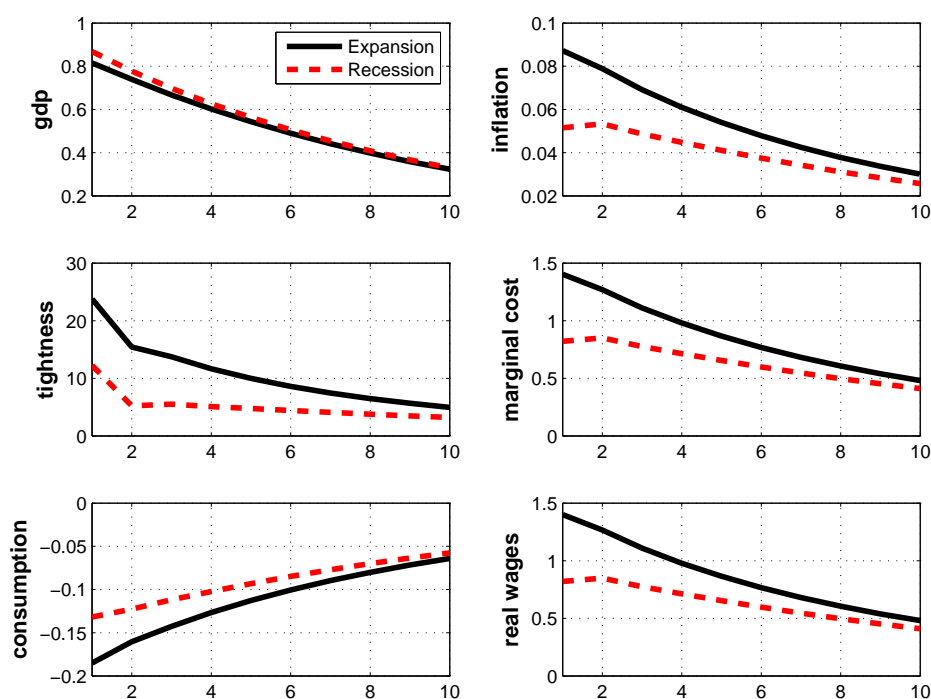 gdp
1
0.8
0.6
0.4
0.2
2 4 6 8 10
Expansion
Recession
inflation
0.1
0.08
0.06
0.04
0.02
2 4 6 8 10
tightness
30
20
10
0
2 4 6 8 10
marginal cost
1.5
1
0.5
0
2 4 6 8 10
consumption
0
−0.05
−0.1
−0.15
−0.2
2 4 6 8 10
real wages
1.5
1
0.5
0
2 4 6 8 10